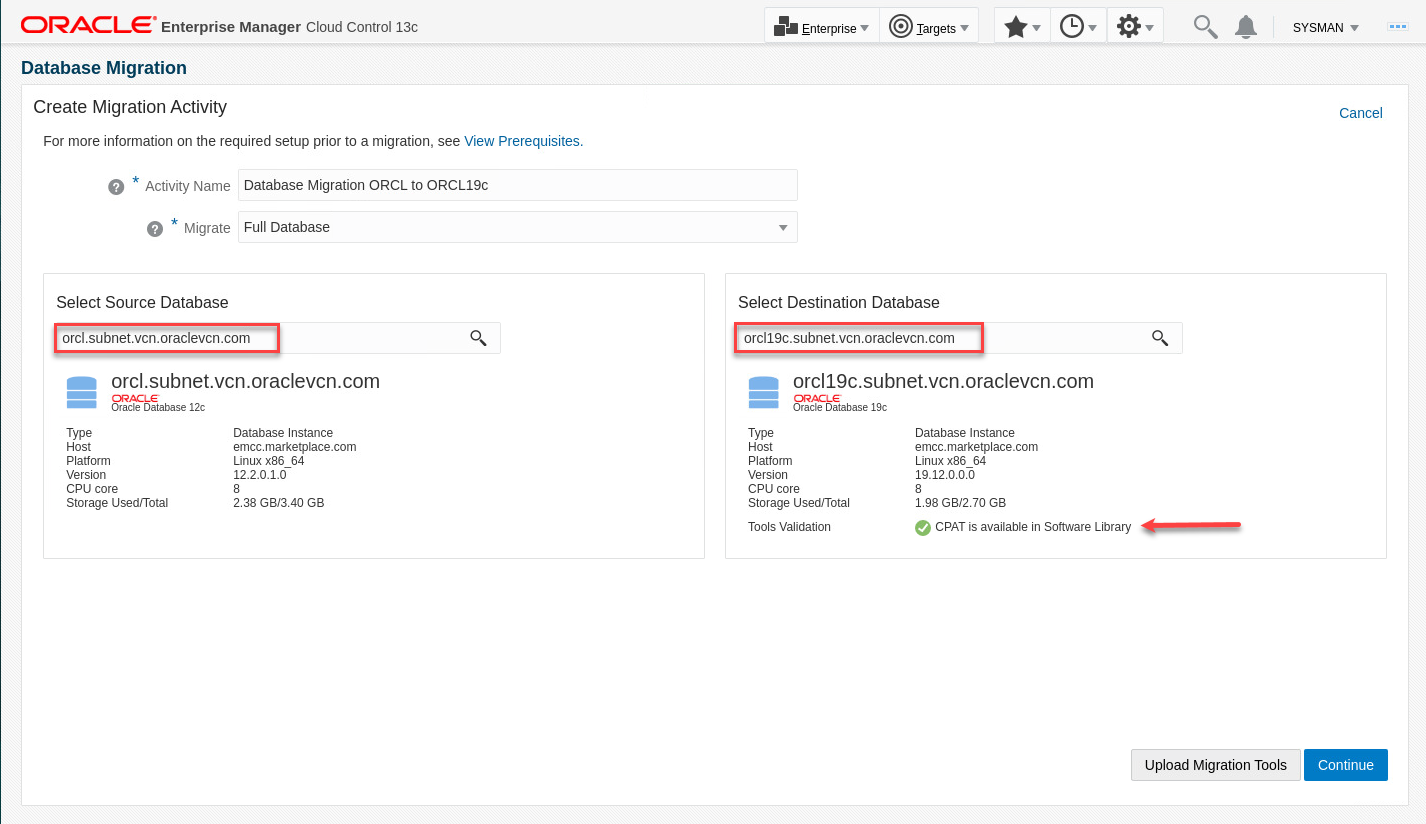 ORACLE Enterprise Manager Cloud Control 13c
Enterprise
Targets
SYSMAN
Database Migration
Create Migration Activity
Cancel
For more information on the required setup prior to a migration, see View Prerequisites.
? * Activity Name Database Migration ORCL to ORCL19c
? * Migrate Full Database
Select Source Database
orcl.subnet.vcn.oraclevcn.com
orcl.subnet.vcn.oraclevcn.com
ORACLE
Oracle Database 12c
Type Database Instance
Host emcc.marketplace.com
Platform Linux x86_64
Version 12.2.0.1.0
CPU core 8
Storage Used/Total 2.38 GB/3.40 GB
Select Destination Database
orcl19c.subnet.vcn.oraclevcn.com
orcl19c.subnet.vcn.oraclevcn.com
ORACLE
Oracle Database 19c
Type Database Instance
Host emcc.marketplace.com
Platform Linux x86_64
Version 19.12.0.0.0
CPU core 8
Storage Used/Total 1.98 GB/2.70 GB
Tools Validation CPAT is available in Software Library
Upload Migration Tools
Continue